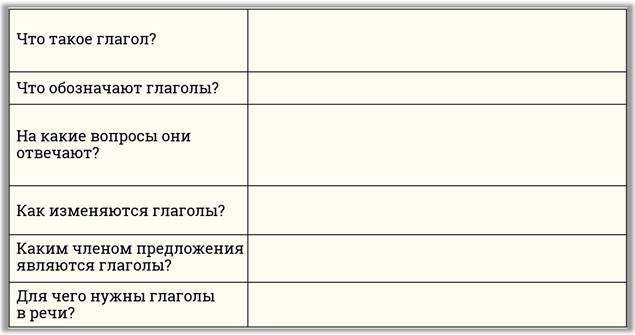 Что такое глагол?
Что обозначают глаголы?
На какие вопросы они
отвечают?
Как изменяются глаголы?
Каким членом предложения
являются глаголы?
Для чего нужны глаголы
в речи?